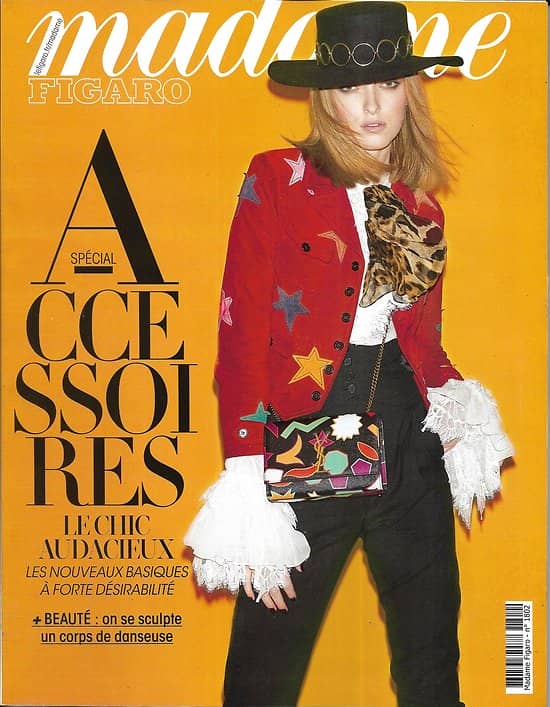 madame
lefigaro.fr/madame
FIGARO
A
SPÉCIAL
CCE
SSOI
RES
LE CHIC
AUDACIEUX
LES NOUVEAUX BASIQUES
À FORTE DÉSIRABILITÉ
+ BEAUTÉ : on se sculpte
un corps de danseuse
Madame Figaro - n° 1802